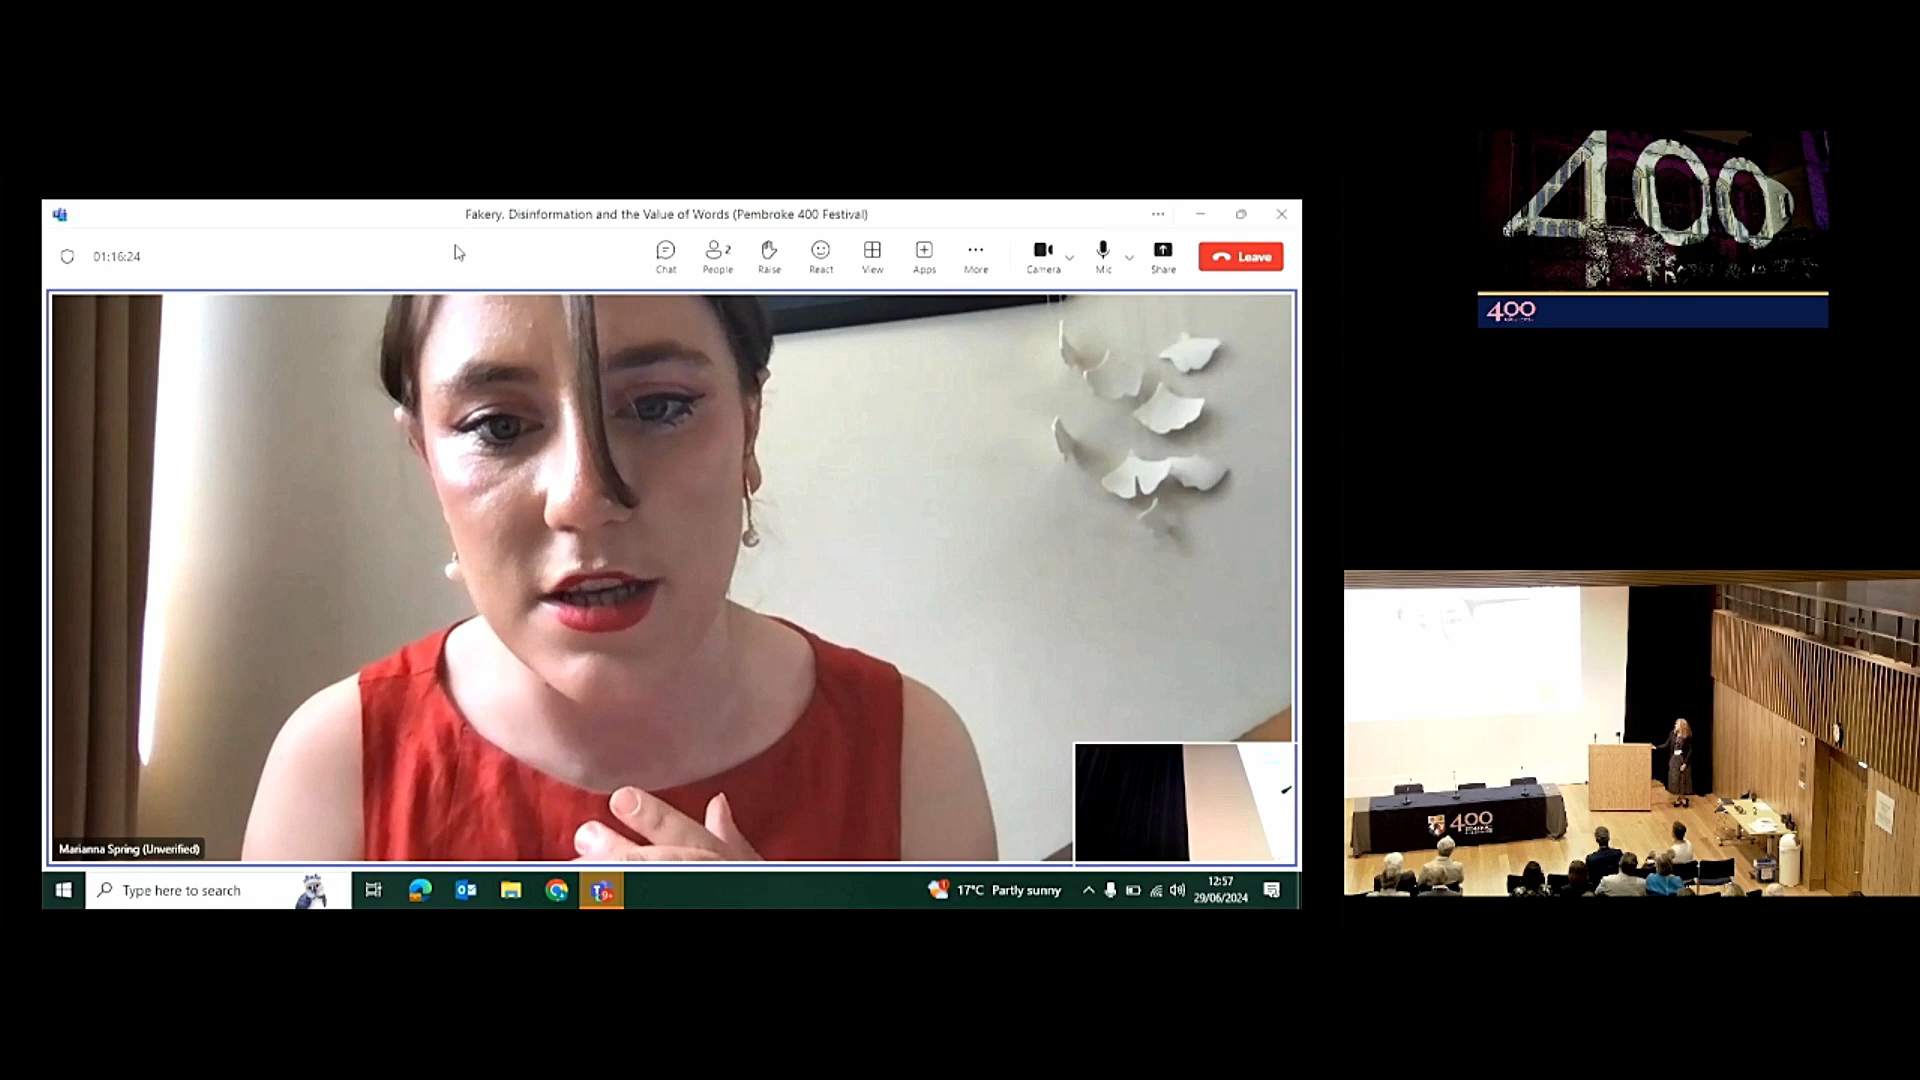 Fakery, Disinformation and the Value of Words (Pembroke 400 Festival)
01:16:24
Chat
People
2
Raise
React
View
Apps
More
Camera
Mic
Share
Leave
Marianna Spring (Unverified)
Type here to search
9+
17°C Partly sunny
12:57
29/06/2024
400
400
400